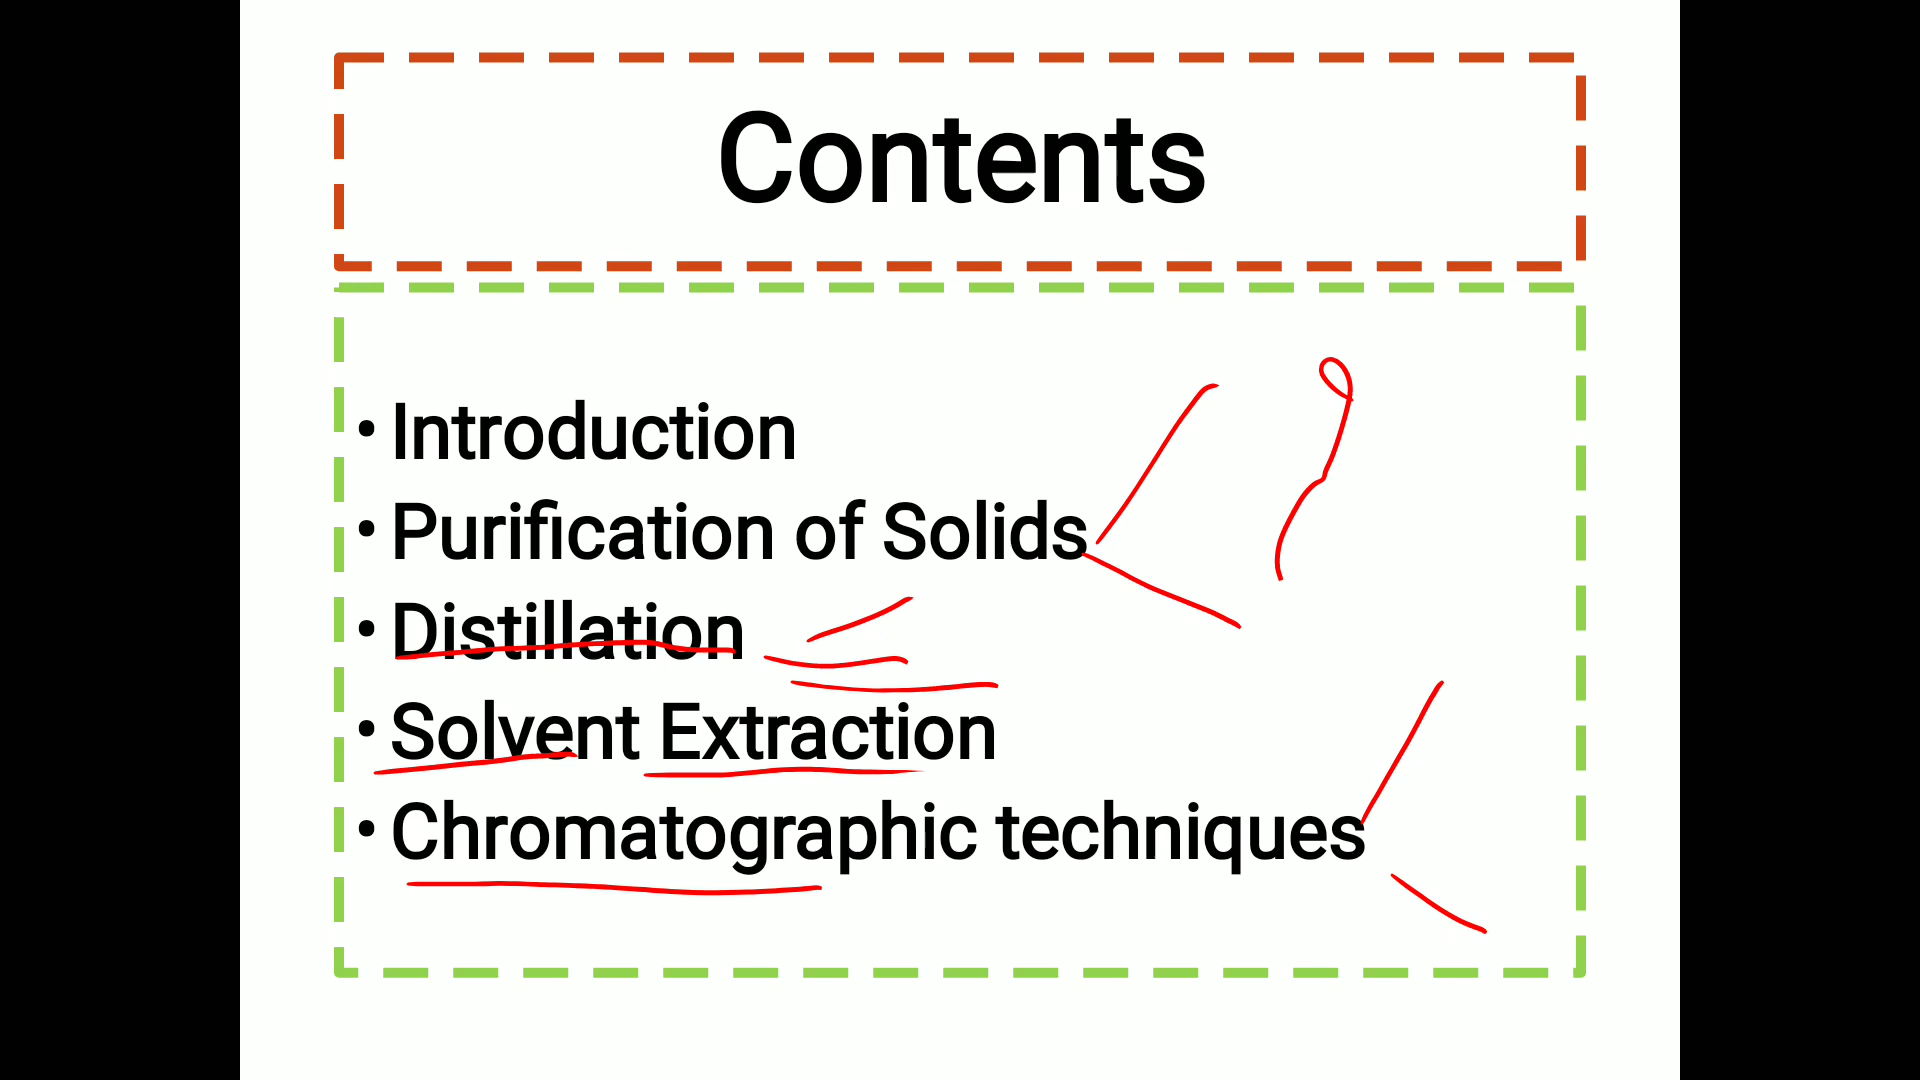 Contents
• Introduction
• Purification of Solids
• Distillation
• Solvent Extraction
• Chromatographic techniques